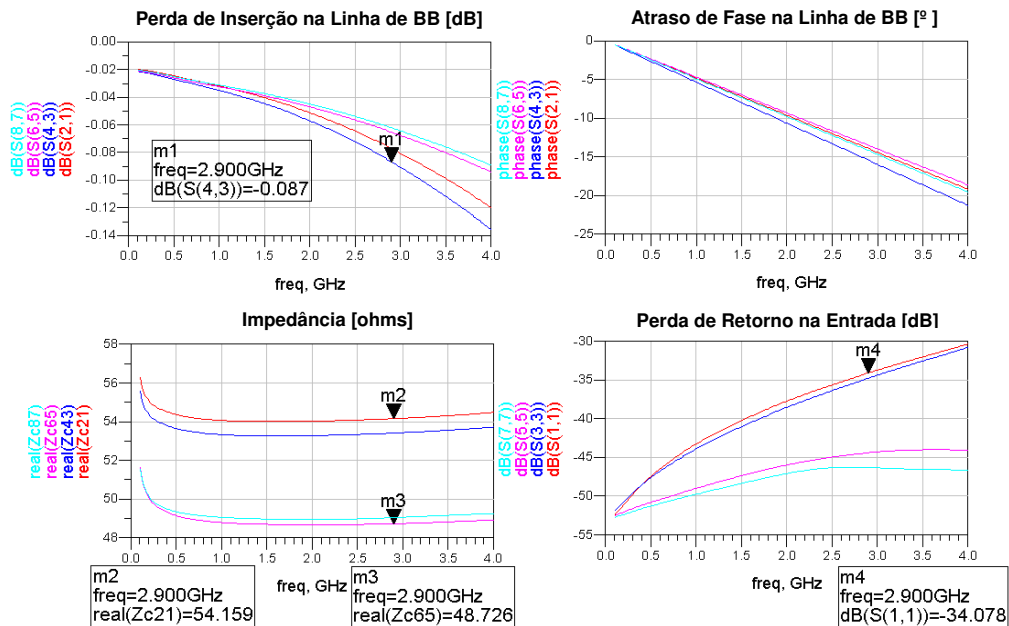 Perda de Inserção na Linha de BB [dB]
0.00
-0.02
-0.04
-0.06
-0.08
-0.10
-0.12
-0.14
dB(S(8,7))
dB(S(6,5))
dB(S(4,3))
dB(S(2,1))
m1
m1
freq=2.900GHz
dB(S(4,3))=-0.087
0.0 0.5 1.0 1.5 2.0 2.5 3.0 3.5 4.0
freq, GHz
Atraso de Fase na Linha de BB [º ]
0
-5
-10
-15
-20
-25
phase(S(8,7))
phase(S(6,5))
phase(S(4,3))
phase(S(2,1))
0.0 0.5 1.0 1.5 2.0 2.5 3.0 3.5 4.0
freq, GHz
Impedância [ohms]
58
56
54
52
50
48
real(Zc87)
real(Zc65)
real(Zc43)
real(Zc21)
m2
m3
0.0 0.5 1.0 1.5 2.0 2.5 3.0 3.5 4.0
freq, GHz
m2
freq=2.900GHz
real(Zc21)=54.159
m3
freq=2.900GHz
real(Zc65)=48.726
Perda de Retorno na Entrada [dB]
-30
-35
-40
-45
-50
-55
dB(S(7,7))
dB(S(5,5))
dB(S(3,3))
dB(S(1,1))
m4
0.0 0.5 1.0 1.5 2.0 2.5 3.0 3.5 4.0
freq, GHz
m4
freq=2.900GHz
dB(S(1,1))=-34.078